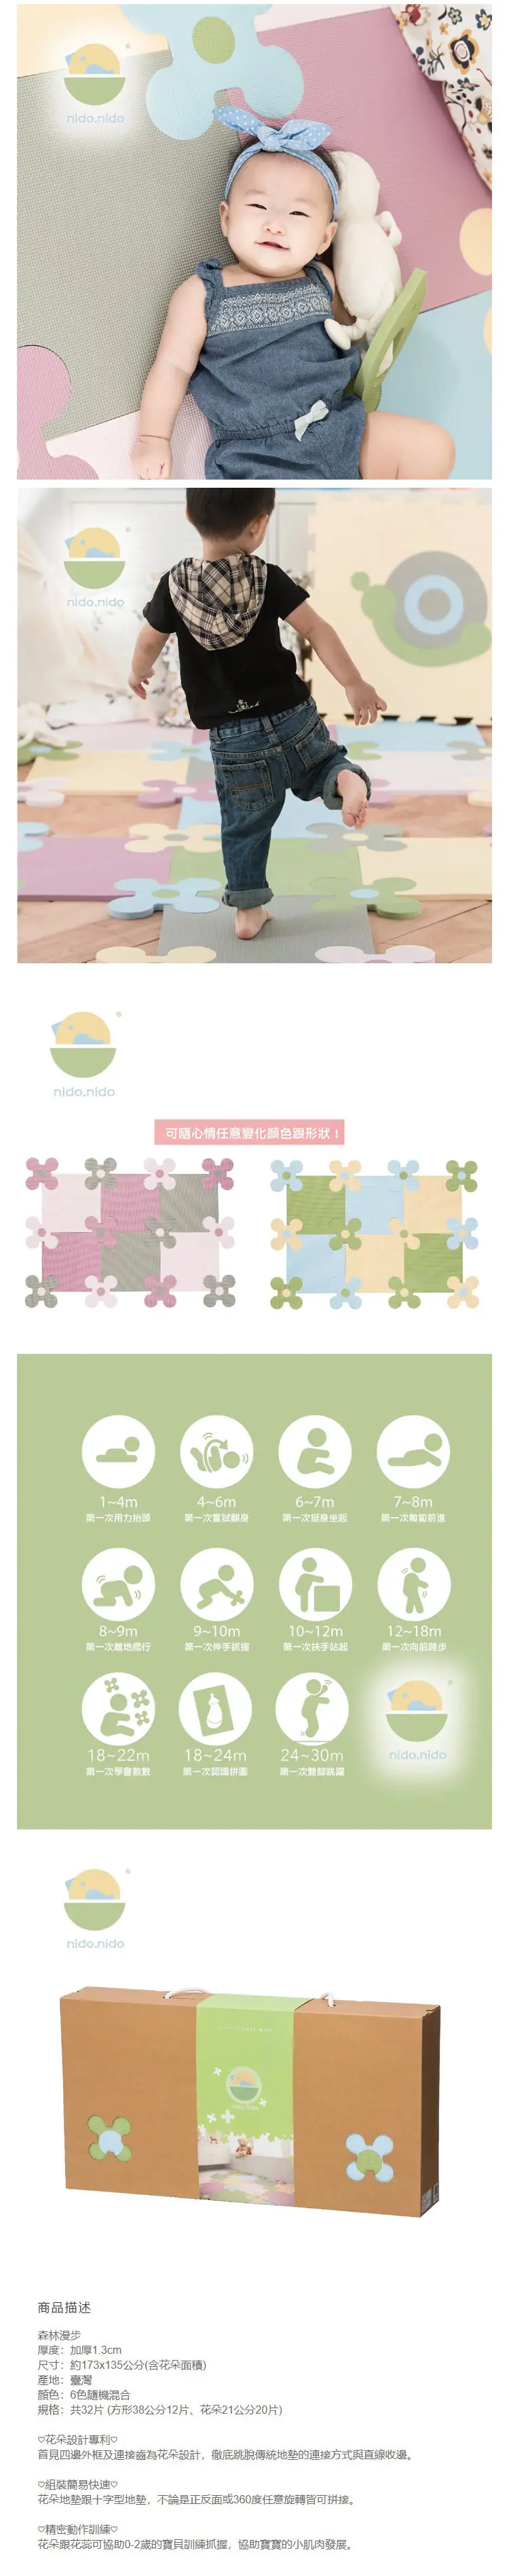 nido.nido
nido.nido
nido.nido
可隨心情任意變化顏色跟形狀！
1~4m 4~6m 6~7m 7~8m
第一次用力抬頭 第一次嘗試翻身 第一次挺身坐起 第一次匍匐前進
8~9m 9~10m 10~12m 12~18m
第一次離地爬行 第一次伸手抓握 第一次扶手站起 第一次向前踏步
18~22m 18~24m 24~30m nido.nido
第一次學會數數 第一次認識拼圖 第一次雙腳跳躍
nido.nido
商品描述
森林漫步
厚度：加厚1.3cm
尺寸：約173x135公分(含花朵面積)
產地：臺灣
顏色：6色隨機混合
規格：共32片 (方形38公分12片、花朵21公分20片)
♡花朵設計專利♡
首見四邊外框及連接齒為花朵設計，徹底跳脫傳統地墊的連接方式與直線收邊。
♡組裝簡易快速♡
花朵地墊跟十字型地墊，不論是正反面或360度任意旋轉皆可拼接。
♡精密動作訓練♡
花朵跟花蕊可協助0-2歲的寶貝訓練抓握，協助寶寶的小肌肉發展。